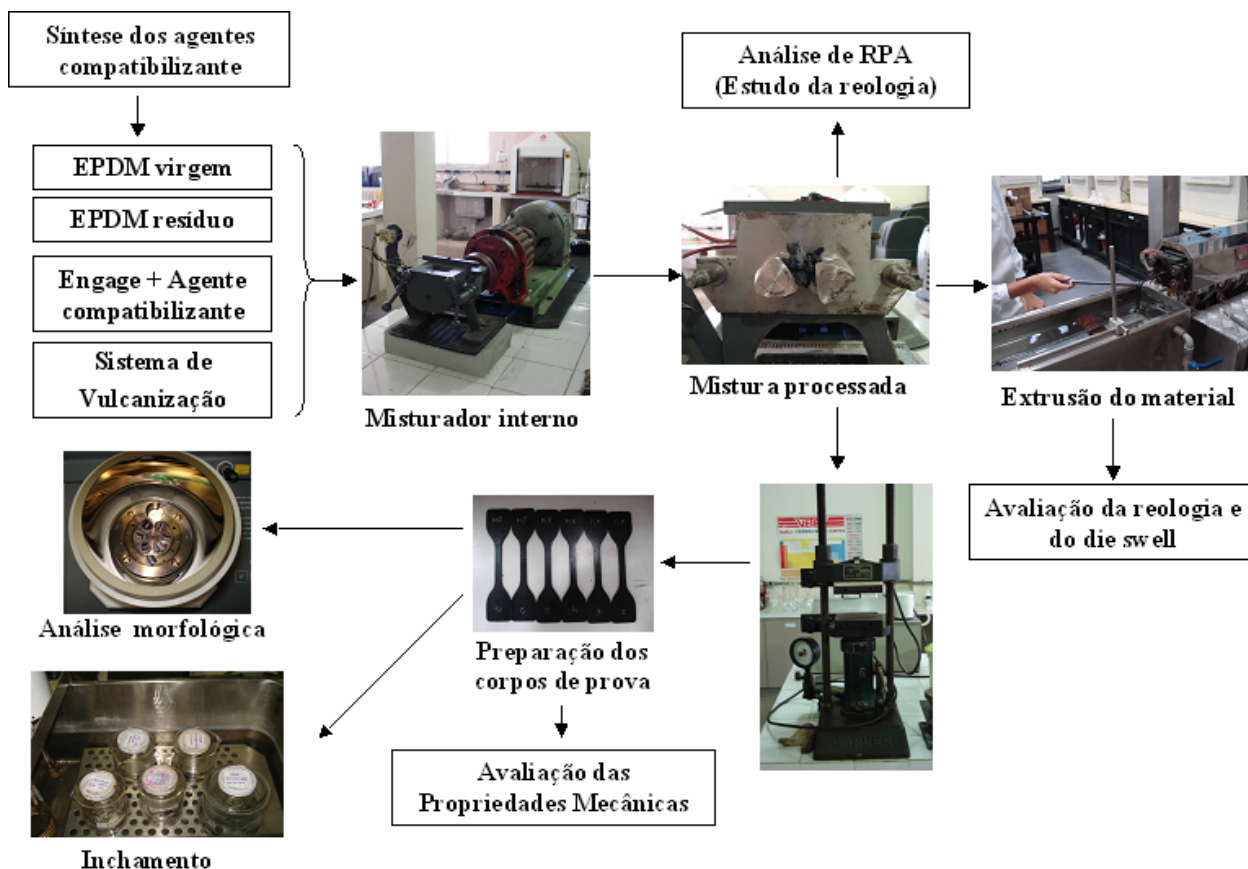 Síntese dos agentes
compatibilizante
Análise de RPA
(Estudo da reologia)
EPDM virgem
EPDM resíduo
Engage + Agente
compatibilizante
Sistema de
Vulcanização
Misturador interno
Mistura processada
Extrusão do material
Avaliação da reologia e
do die swell
Análise morfológica
Preparação dos
corpos de prova
Avaliação das
Propriedades Mecânicas
Inchamento